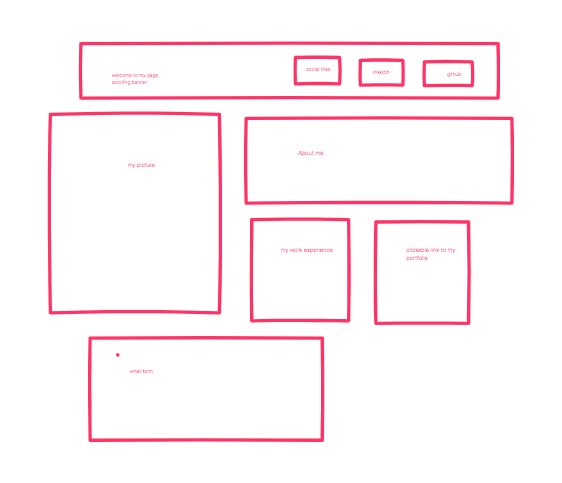 welcome to my page
scrolling banner
social links
linkedin
github
my picture
About me
my work experience
clickable link to my
portfolio
email form